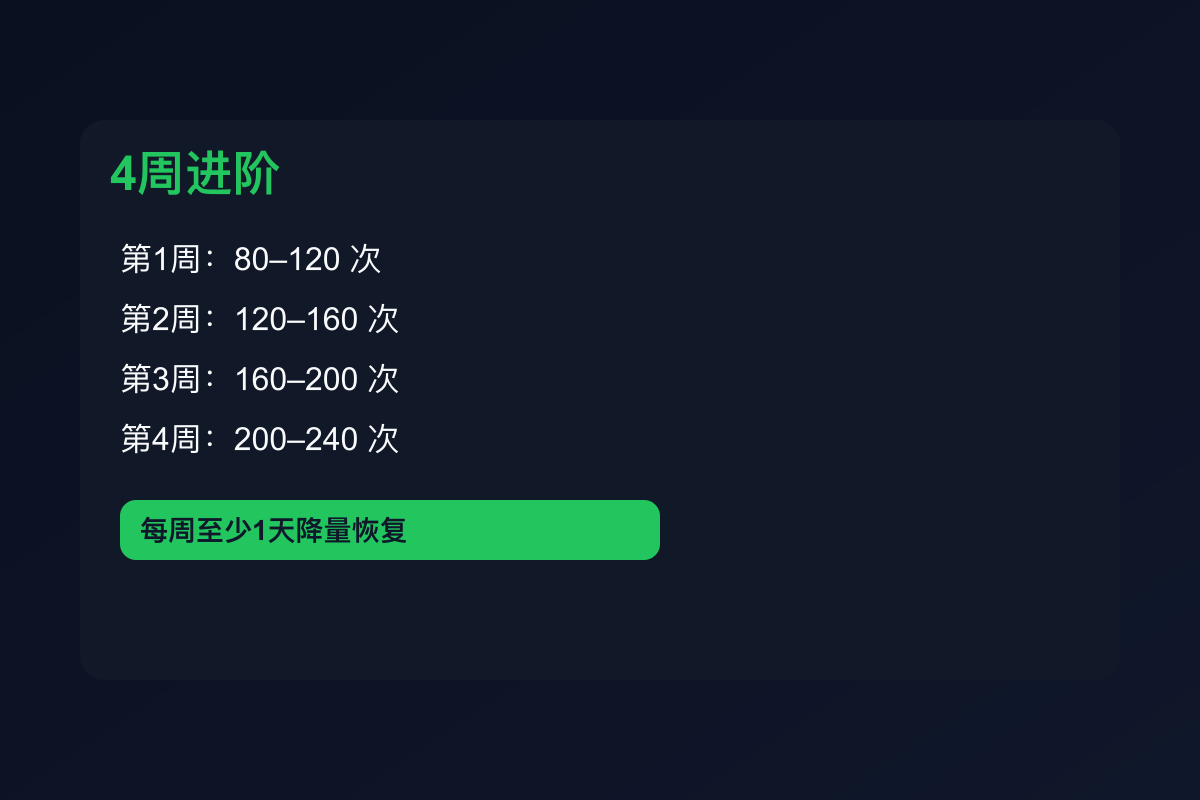 4周进阶
第1周：80–120 次
第2周：120–160 次
第3周：160–200 次
第4周：200–240 次
每周至少1天降量恢复